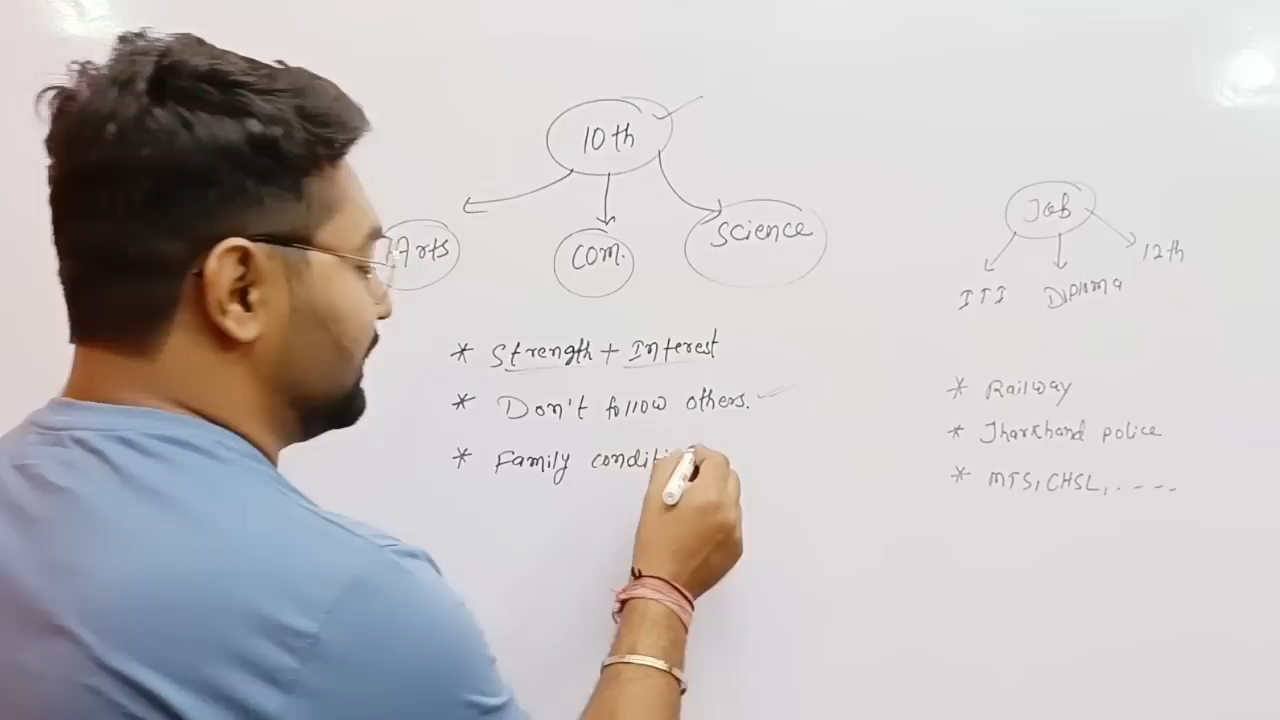 10th
Arts
com.
Science
* Strength + Interest
* Don't follow others.
* Family conditi
Job
ITI
Diploma
12th
* Railway
* Jharkhand police
* MTS, CHSL, . - - -